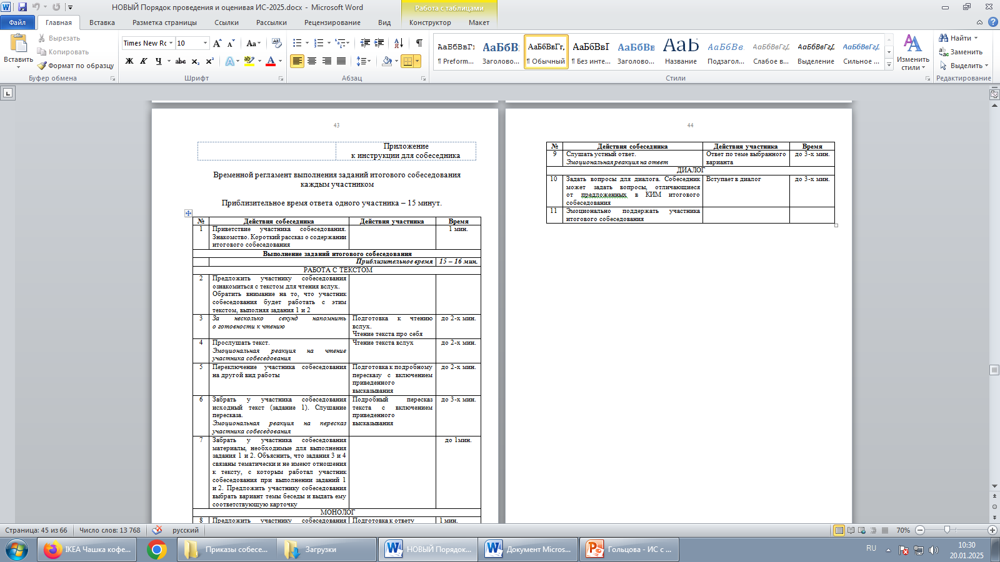 НОВЫЙ Порядок проведения и оценивая ИС-2025.docx - Microsoft Word
Работа с таблицами
Файл Главная Вставка Разметка страницы Ссылки Рассылки Рецензирование Вид Конструктор Макет
Вставить
Вырезать
Копировать
Формат по образцу
Буфер обмена
Times New Rc 10
Ж К Ч abc x₂ x² A ab A
Шрифт
Абзац
АаБбВвГг АаБбВ АаБбВвГг, АаБбВвГ АаБбВв АаБ АаБбВв. АаБбВвГгД АаБбВвГгД АаБбВвГгД
¶ Preform... Заголово... ¶ Обычный ¶ Без инте... Заголово... Название Подзагол... Слабое в... Выделение Сильное ...
Стили
Изменить стили
Найти
Заменить
Выделить
Редактирование
43
Приложение
к инструкции для собеседника
Временной регламент выполнения заданий итогового собеседования
каждым участником
Приблизительное время ответа одного участника – 15 минут.
№ Действия собеседника Действия участника Время
1 Приветствие участника собеседования. 1 мин.
Знакомство. Короткий рассказ о содержании
итогового собеседования
Выполнение заданий итогового собеседования
Приблизительное время 15 – 16 мин.
РАБОТА С ТЕКСТОМ
2 Предложить участнику собеседования
ознакомиться с текстом для чтения вслух.
Обратить внимание на то, что участник
собеседования будет работать с этим
текстом, выполняя задания 1 и 2
3 За несколько секунд напомнить Подготовка к чтению до 2-х мин.
о готовности к чтению вслух.
Чтение текста про себя
4 Прослушать текст. Чтение текста вслух до 2-х мин.
Эмоциональная реакция на чтение
участника собеседования
5 Переключение участника собеседования Подготовка к подробному до 2-х мин.
на другой вид работы пересказу с включением
приведенного
высказывания
6 Забрать у участника собеседования Подробный пересказ до 3-х мин.
исходный текст (задание 1). Слушание текста с включением
пересказа. приведенного
Эмоциональная реакция на пересказ высказывания
участника собеседования
7 Забрать у участника собеседования до 1мин.
материалы, необходимые для выполнения
задания 1 и 2. Объяснить, что задания 3 и 4
связаны тематически и не имеют отношения
к тексту, с которым работал участник
собеседования при выполнении заданий 1
и 2. Предложить участнику собеседования
выбрать вариант темы беседы и выдать ему
соответствующую карточку
МОНОЛОГ
8 Предложить участнику собеседования Подготовка к ответу 1 мин.
44
№ Действия собеседника Действия участника Время
9 Слушать устный ответ. Ответ по теме выбранного до 3-х мин.
Эмоциональная реакция на ответ варианта
ДИАЛОГ
10 Задать вопросы для диалога. Собеседник Вступает в диалог до 3-х мин.
может задать вопросы, отличающиеся
от предложенных в КИМ итогового
собеседования
11 Эмоционально поддержать участника
итогового собеседования
Страница: 45 из 66 Число слов: 13 768 русский 70%
IKEA Чашка кофе... Приказы собесе... Загрузки НОВЫЙ Порядок... Документ Micros... Гольцова - ИС с ... RU 10:30
20.01.2025